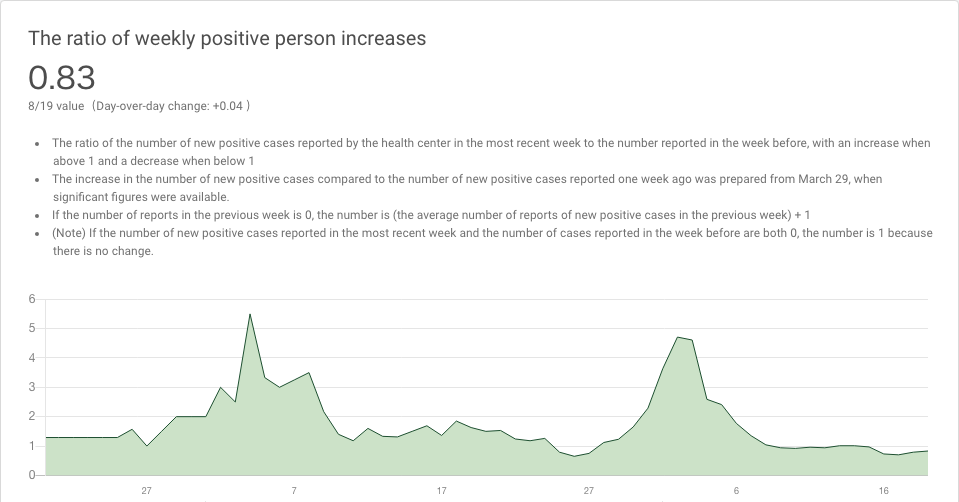 The ratio of weekly positive person increases
0.83
8/19 value （Day-over-day change: +0.04 ）
• The ratio of the number of new positive cases reported by the health center in the most recent week to the number reported in the week before, with an increase when
above 1 and a decrease when below 1
• The increase in the number of new positive cases compared to the number of new positive cases reported one week ago was prepared from March 29, when
significant figures were available.
• If the number of reports in the previous week is 0, the number is (the average number of reports of new positive cases in the previous week) + 1
• (Note) If the number of new positive cases reported in the most recent week and the number of cases reported in the week before are both 0, the number is 1 because
there is no change.
6
5
4
3
2
1
0
27 7 17 27 6 16